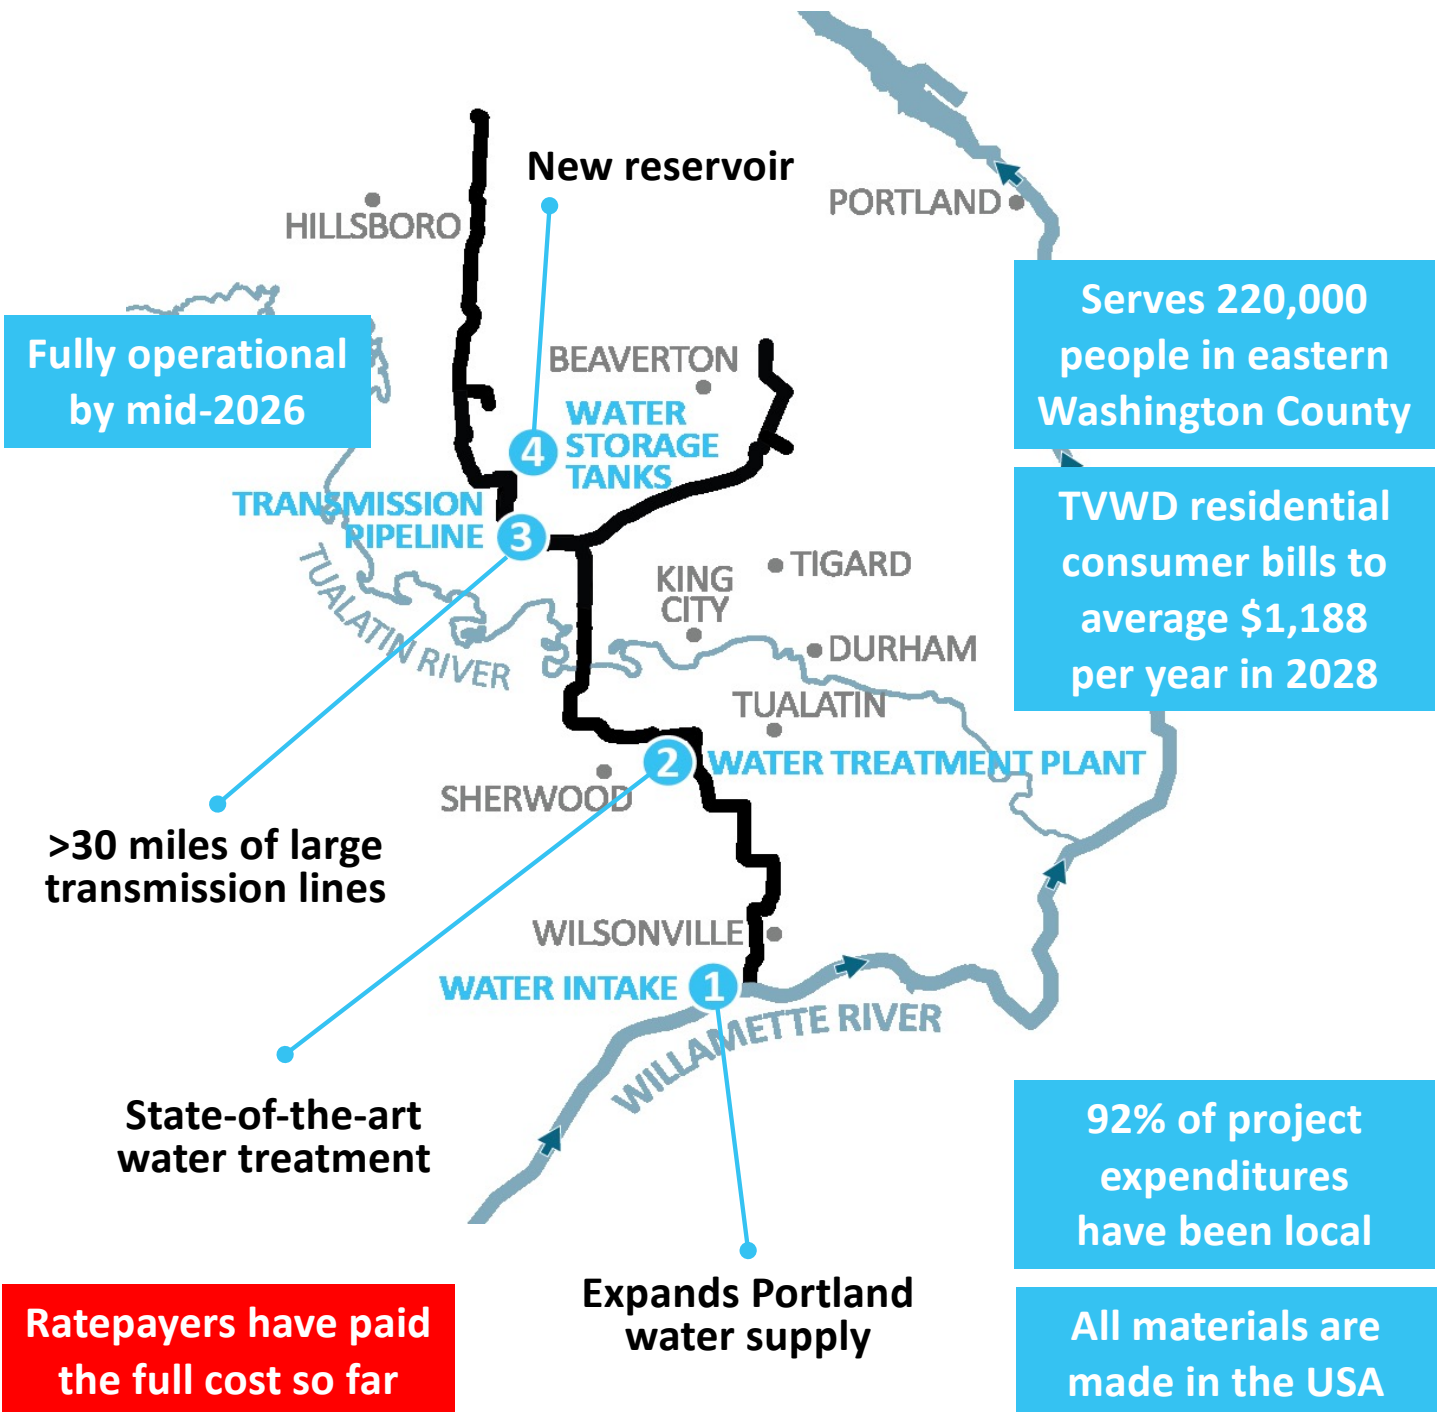 New reservoir
PORTLAND
HILLSBORO
Serves 220,000
people in eastern
Washington County
Fully operational
by mid-2026
BEAVERTON
4
WATER
STORAGE
TANKS
TVWD residential
consumer bills to
average $1,188
per year in 2028
TRANSMISSION
PIPELINE
3
TIGARD
KING
CITY
DURHAM
TUALATIN RIVER
TUALATIN
2
WATER TREATMENT PLANT
SHERWOOD
>30 miles of large
transmission lines
WILSONVILLE
WATER INTAKE
1
WILLAMETTE RIVER
State-of-the-art
water treatment
92% of project
expenditures
have been local
Expands Portland
water supply
Ratepayers have paid
the full cost so far
All materials are
made in the USA